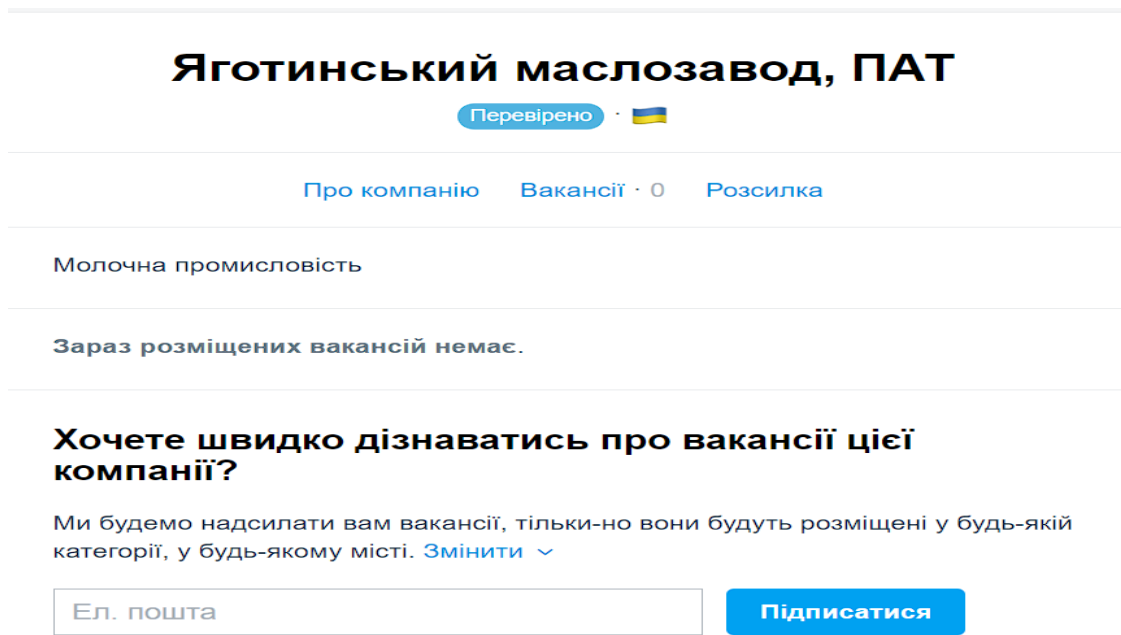 Яготинський маслозавод, ПАТ
Перевірено ·
Про компанію Вакансії · 0 Розсилка
Молочна промисловість
Зараз розміщених вакансій немає.
Хочете швидко дізнаватись про вакансії цієї
компанії?
Ми будемо надсилати вам вакансії, тільки-но вони будуть розміщені у будь-якій
категорії, у будь-якому місті. Змінити
Ел. пошта Підписатися